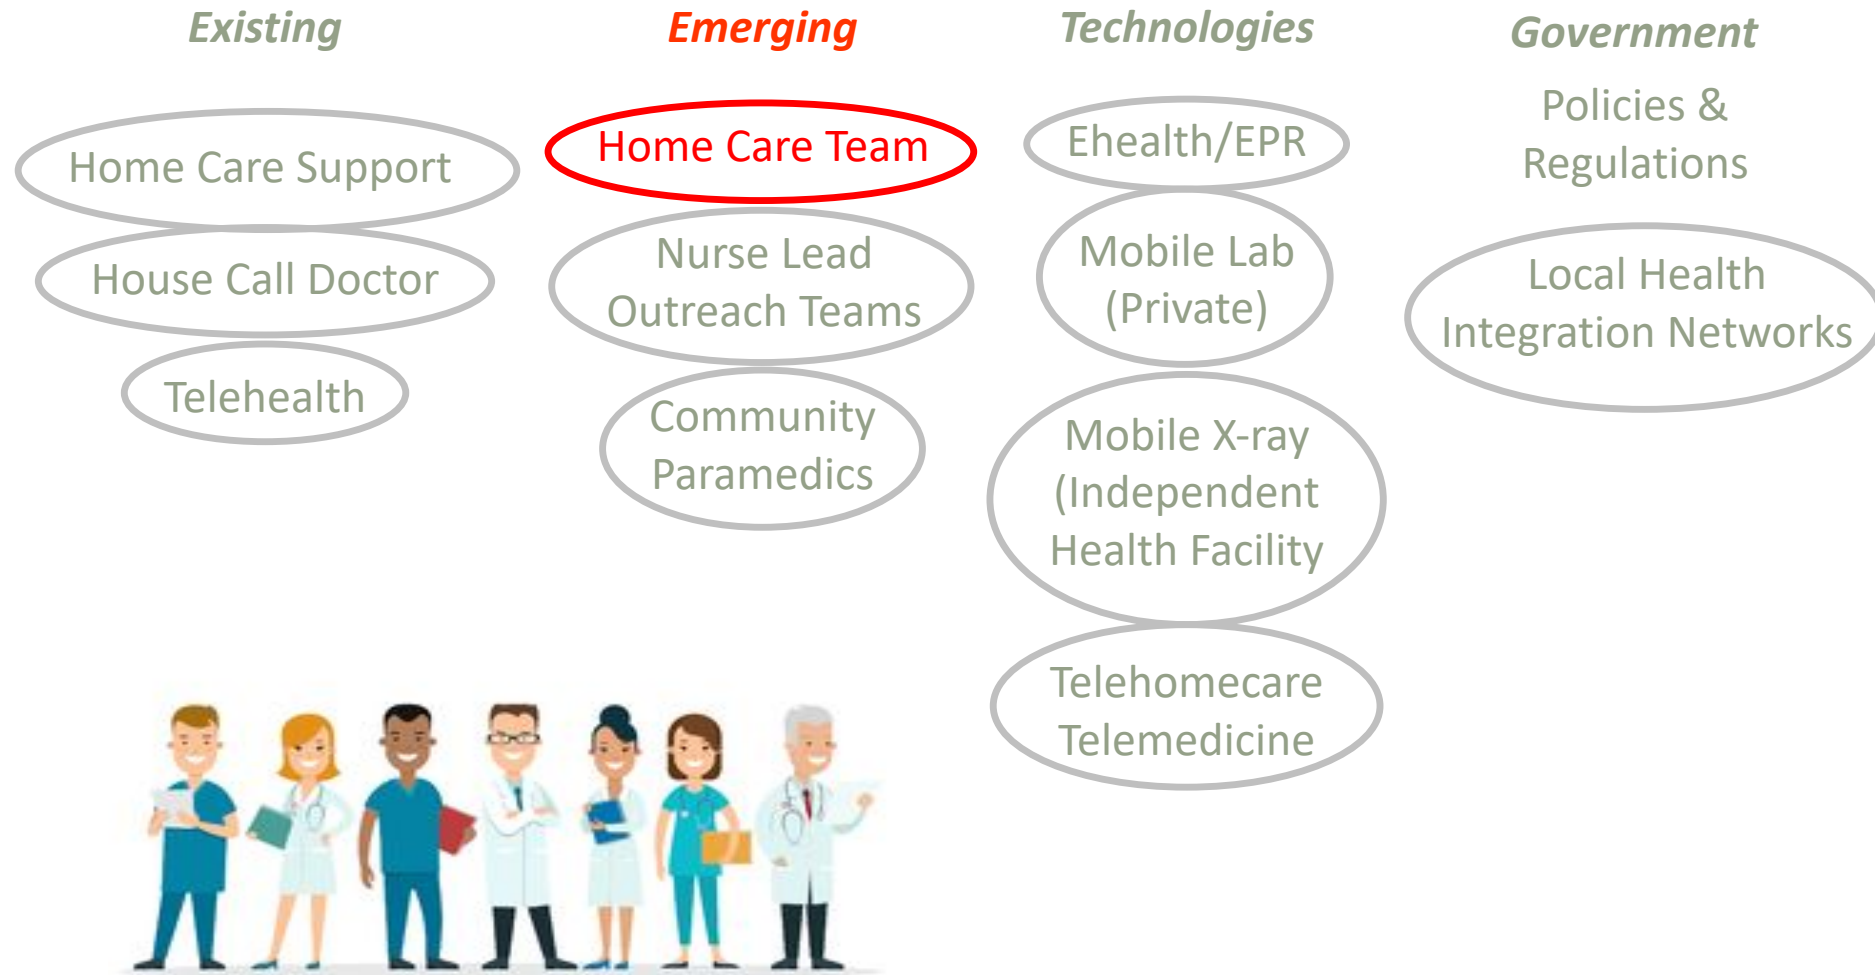 Existing
Home Care Support
House Call Doctor
Telehealth
Emerging
Home Care Team
Nurse Lead
Outreach Teams
Community
Paramedics
Technologies
Ehealth/EPR
Mobile Lab
(Private)
Mobile X-ray
(Independent
Health Facility
Telehomecare
Telemedicine
Government
Policies &
Regulations
Local Health
Integration Networks